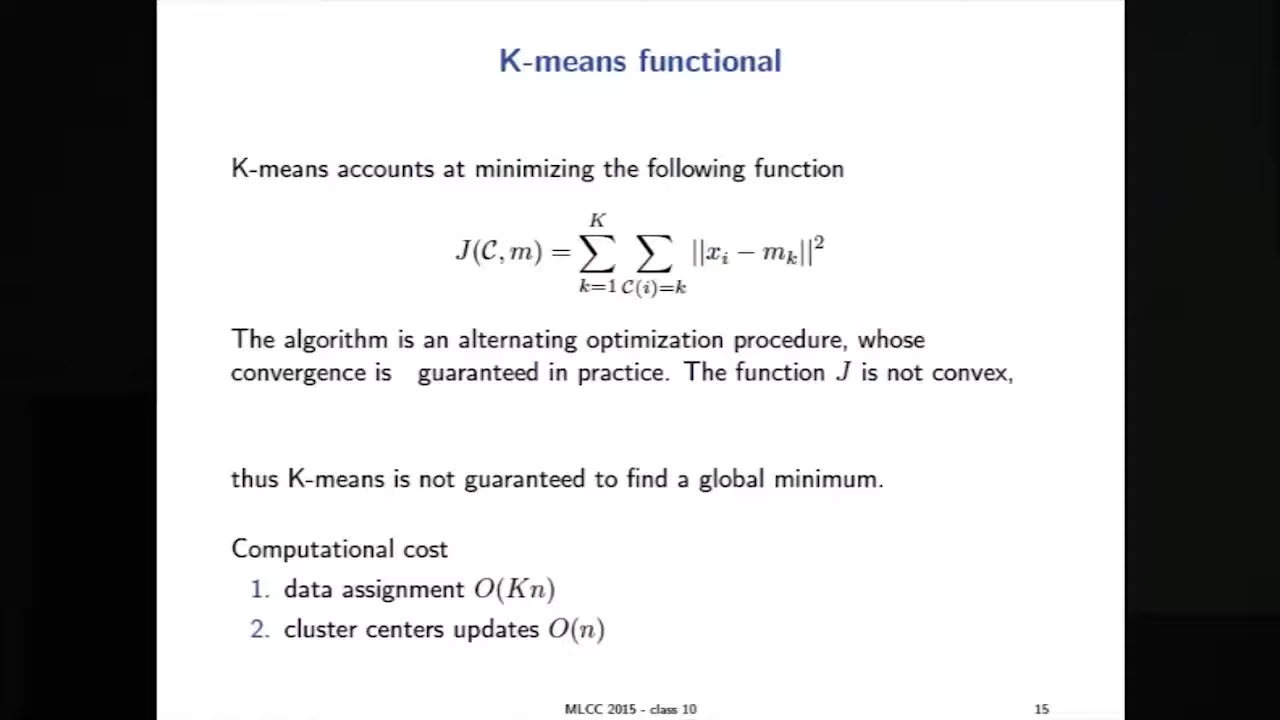 K-means functional
K-means accounts at minimizing the following function
J(𝒞, m) = \sum_{k=1}^{K} \sum_{𝒞(i)=k} ||x_i − m_k||^2
The algorithm is an alternating optimization procedure, whose
convergence is guaranteed in practice. The function J is not convex,
thus K-means is not guaranteed to find a global minimum.
Computational cost
1. data assignment O(Kn)
2. cluster centers updates O(n)
MLCC 2015 - class 10 15